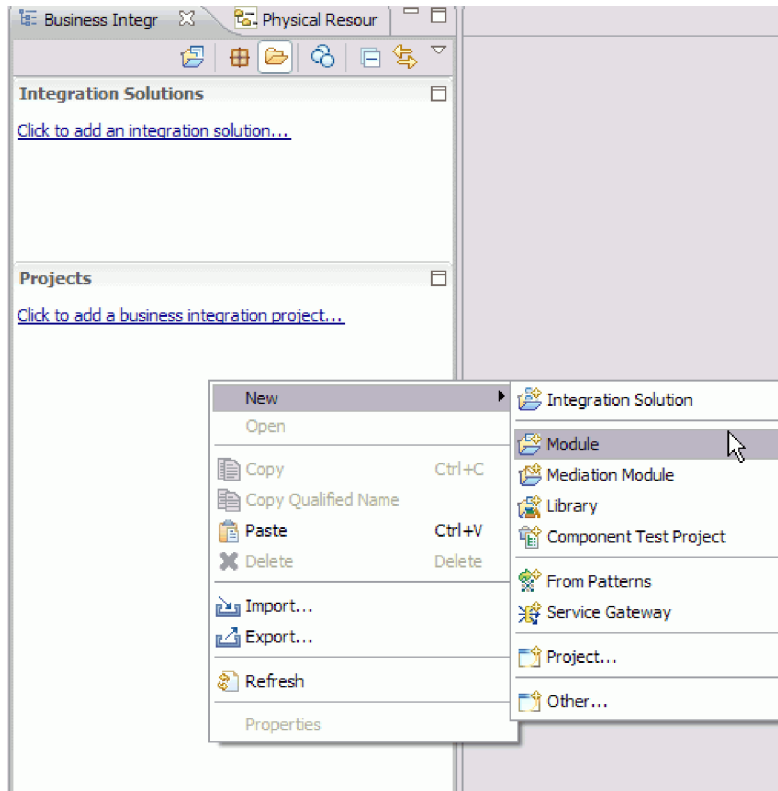 Business Integr
Physical Resour
Integration Solutions
Click to add an integration solution...
Projects
Click to add a business integration project...
New
Open
Copy Ctrl+C
Copy Qualified Name
Paste Ctrl+V
Delete Delete
Import...
Export...
Refresh
Properties
Integration Solution
Module
Mediation Module
Library
Component Test Project
From Patterns
Service Gateway
Project...
Other...